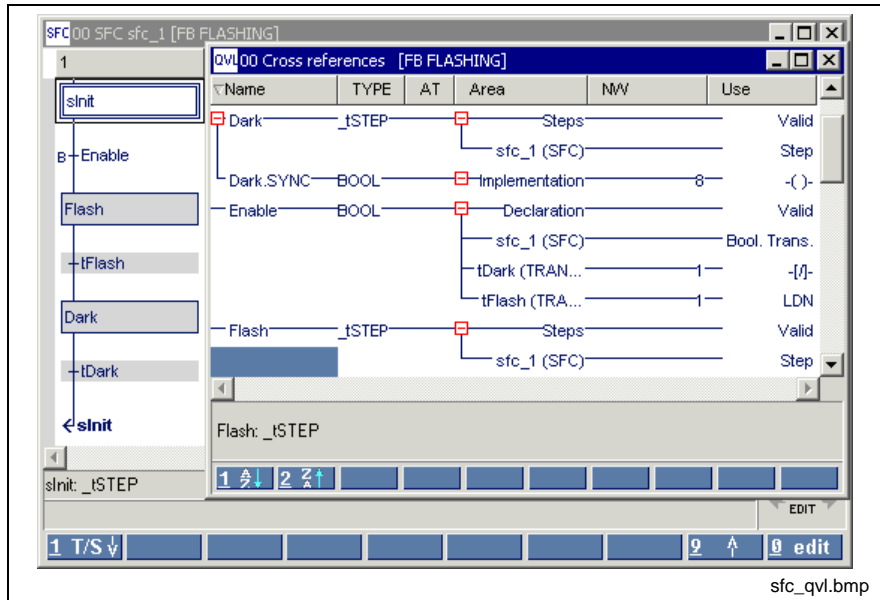 SFC 00 SFC sfc_1 [FB FLASHING]
QVL 00 Cross references [FB FLASHING]
1
Name TYPE AT Area NW Use
sInit
Dark _tSTEP Steps Valid
sfc_1 (SFC) Step
B Enable
Dark.SYNC BOOL Implementation 8 -( )-
Flash
Enable BOOL Declaration Valid
sfc_1 (SFC) Bool. Trans.
tFlash
tDark (TRAN... 1 -[/]-
tFlash (TRA... 1 LDN
Dark
Flash _tSTEP Steps Valid
sfc_1 (SFC) Step
tDark
sInit
Flash: _tSTEP
1 A Z 2 Z A
sInit: _tSTEP
EDIT
1 T/S 9 0 edit
sfc_qvl.bmp